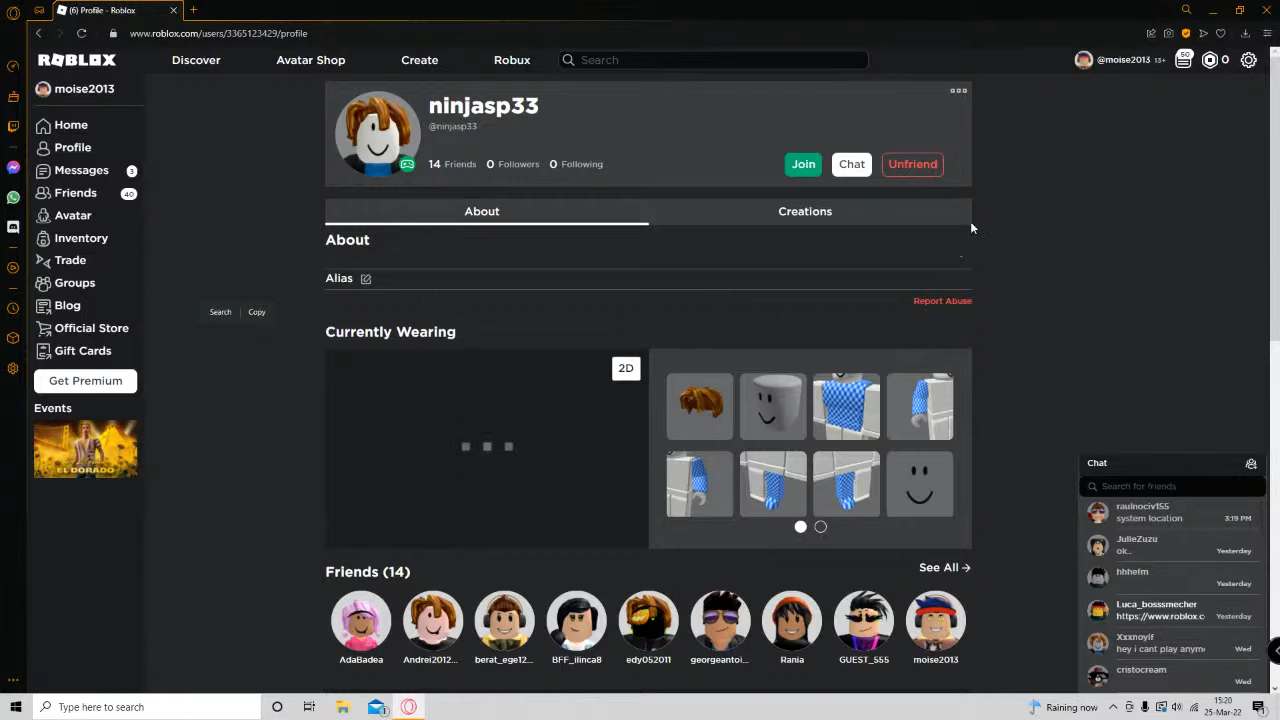 (6) Profile - Roblox
www.roblox.com/users/3365123429/profile
ROBLOX
Discover
Avatar Shop
Create
Robux
Search
@moise2013 13+
50
0
moise2013
Home
Profile
Messages 3
Friends 40
Avatar
Inventory
Trade
Groups
Blog
Official Store
Gift Cards
Get Premium
Events
EL DORADO
ninjasp33
@ninjasp33
14 Friends 0 Followers 0 Following
Join
Chat
Unfriend
About
Creations
About
-
Alias
Report Abuse
Search Copy
Currently Wearing
2D
Friends (14)
See All
AdaBadea
Andrei2012...
berat_ege12...
BFF_ilinca8
edy052011
georgeantoi...
Rania
GUEST_555
moise2013
Chat
Search for friends
raulnociv155
system location 3:19 PM
JulieZuzu
ok.. Yesterday
hhhefm
Yesterday
Luca_bosssmecher
https://www.roblox.c Yesterday
Xxxnoyif
hey i cant play anym Wed
cristocream
Wed
Type here to search
1
Raining now
15:20
25-Mar-22
1